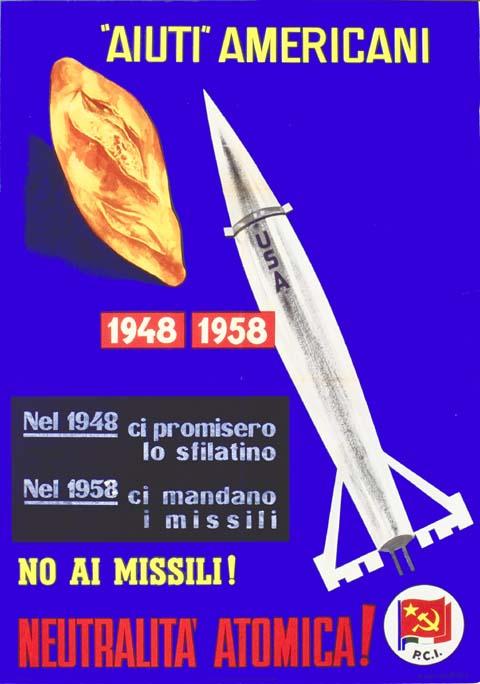 "AIUTI" AMERICANI
USA
1948 1958
Nel 1948 ci promisero
lo sfilatino
Nel 1958 ci mandano
i missili
NO AI MISSILI!
NEUTRALITA' ATOMICA!
P.C.I.